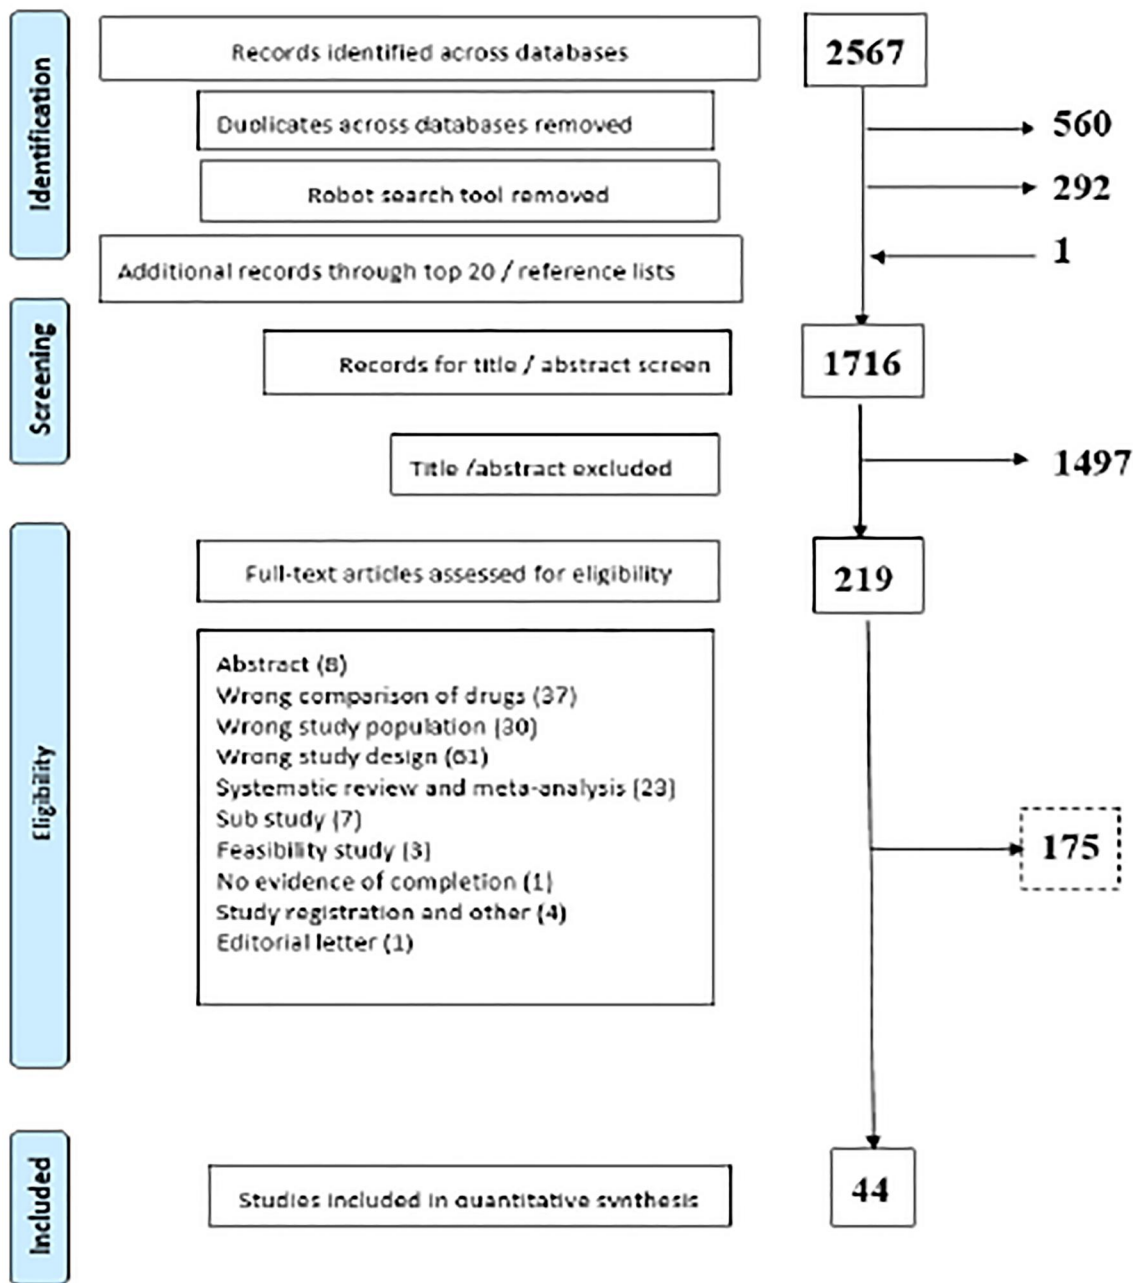 Identification
Records identified across databases
2567
Duplicates across databases removed
560
Robot search tool removed
292
Additional records through top 20 / reference lists
1
Screening
Records for title / abstract screen
1716
Title /abstract excluded
1497
Eligibility
Full-text articles assessed for eligibility
219
Abstract (8)
Wrong comparison of drugs (37)
Wrong study population (30)
Wrong study design (61)
Systematic review and meta-analysis (23)
Sub study (7)
Feasibility study (3)
No evidence of completion (1)
Study registration and other (4)
Editorial letter (1)
175
Included
Studies included in quantitative synthesis
44